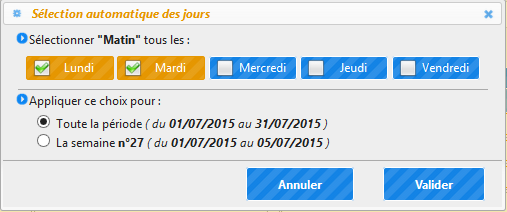 Sélection automatique des jours
Sélectionner "Matin" tous les :
Lundi Mardi Mercredi Jeudi Vendredi
Appliquer ce choix pour :
Toute la période ( du 01/07/2015 au 31/07/2015 )
La semaine n°27 ( du 01/07/2015 au 05/07/2015 )
Annuler Valider